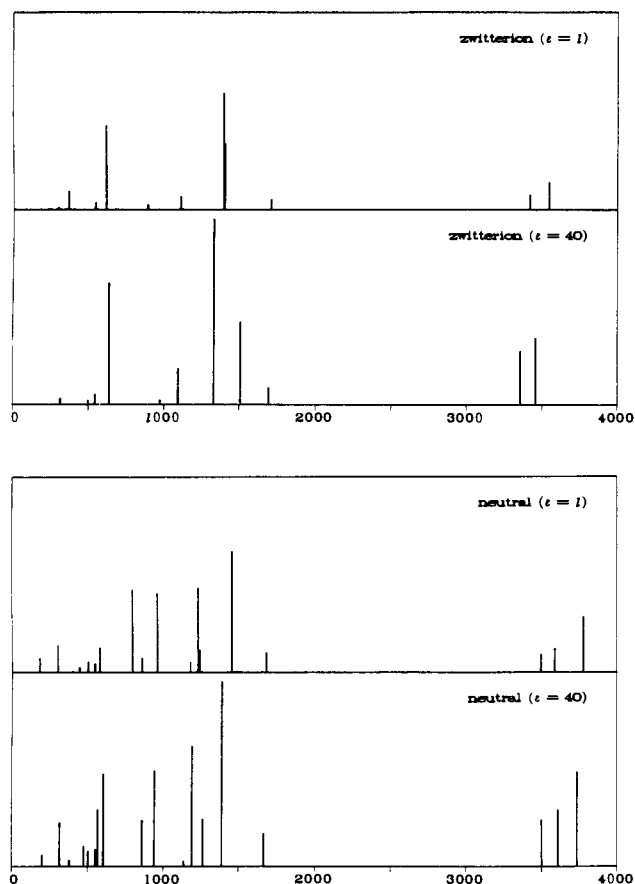 zwitterion (ε = 1)
zwitterion (ε = 40)
0 1000 2000 3000 4000
neutral (ε = 1)
neutral (ε = 40)
0 1000 2000 3000 4000